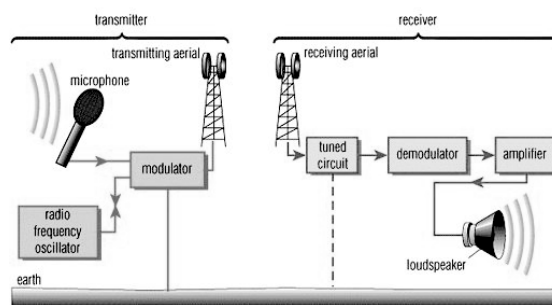 transmitter
receiver
transmitting aerial
receiving aerial
microphone
modulator
tuned
circuit
demodulator
amplifier
radio
frequency
oscillator
loudspeaker
earth